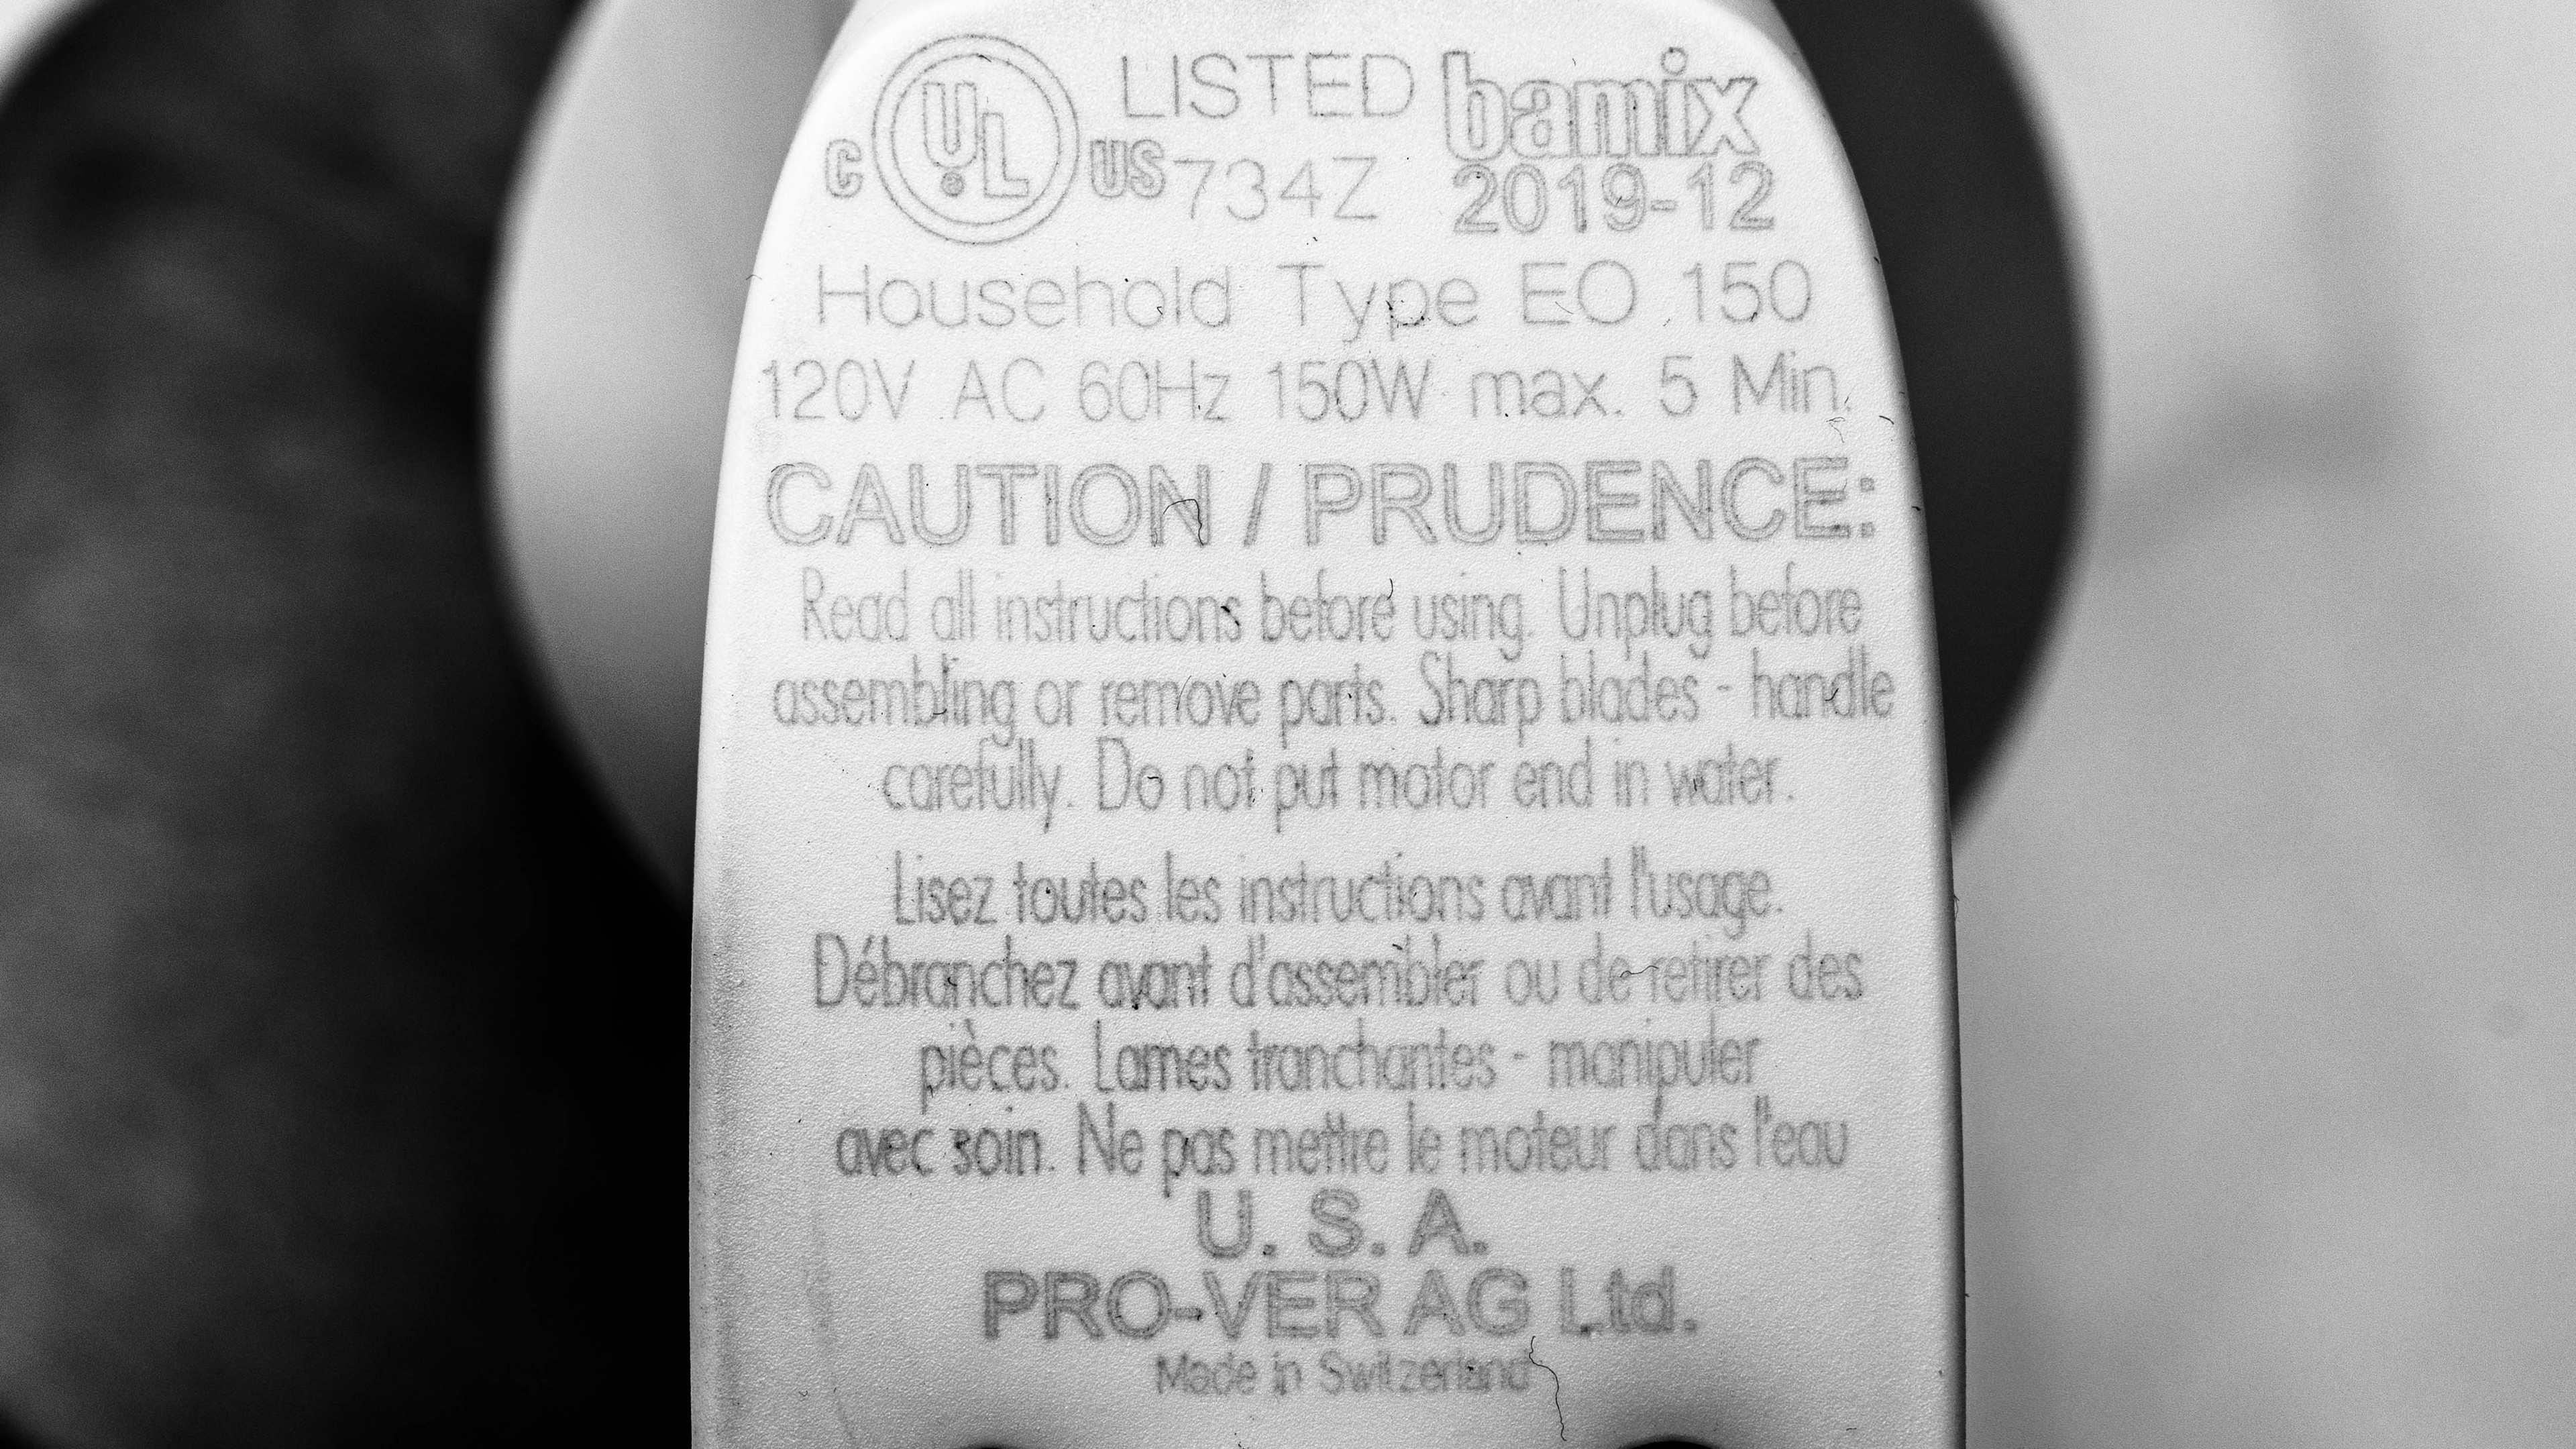 C UL ® US LISTED 734Z
bamix
2019-12
Household Type EO 150
120V AC 60Hz 150W max. 5 Min.
CAUTION / PRUDENCE:
Read all instructions before using. Unplug before
assembling or remove parts. Sharp blades - handle
carefully. Do not put motor end in water.
Lisez toutes les instructions avant l'usage.
Débranchez avant d'assembler ou de retirer des
pièces. Lames tranchantes - manipuler
avec soin. Ne pas mettre le moteur dans l'eau
U. S. A.
PRO-VER AG Ltd.
Made in Switzerland